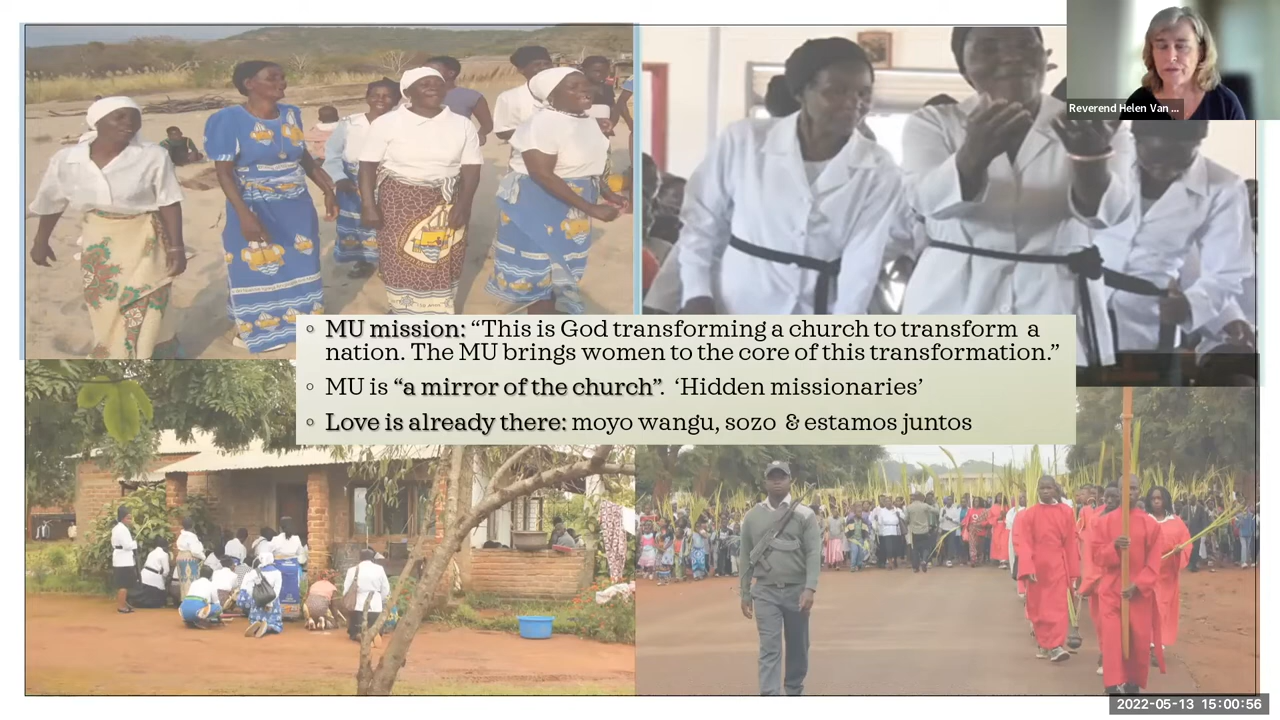 Reverend Helen Van ...
◦ MU mission: “This is God transforming a church to transform a
nation. The MU brings women to the core of this transformation.”
◦ MU is “a mirror of the church”. ‘Hidden missionaries’
◦ Love is already there: moyo wangu, sozo & estamos juntos
2022-05-13 15:00:56